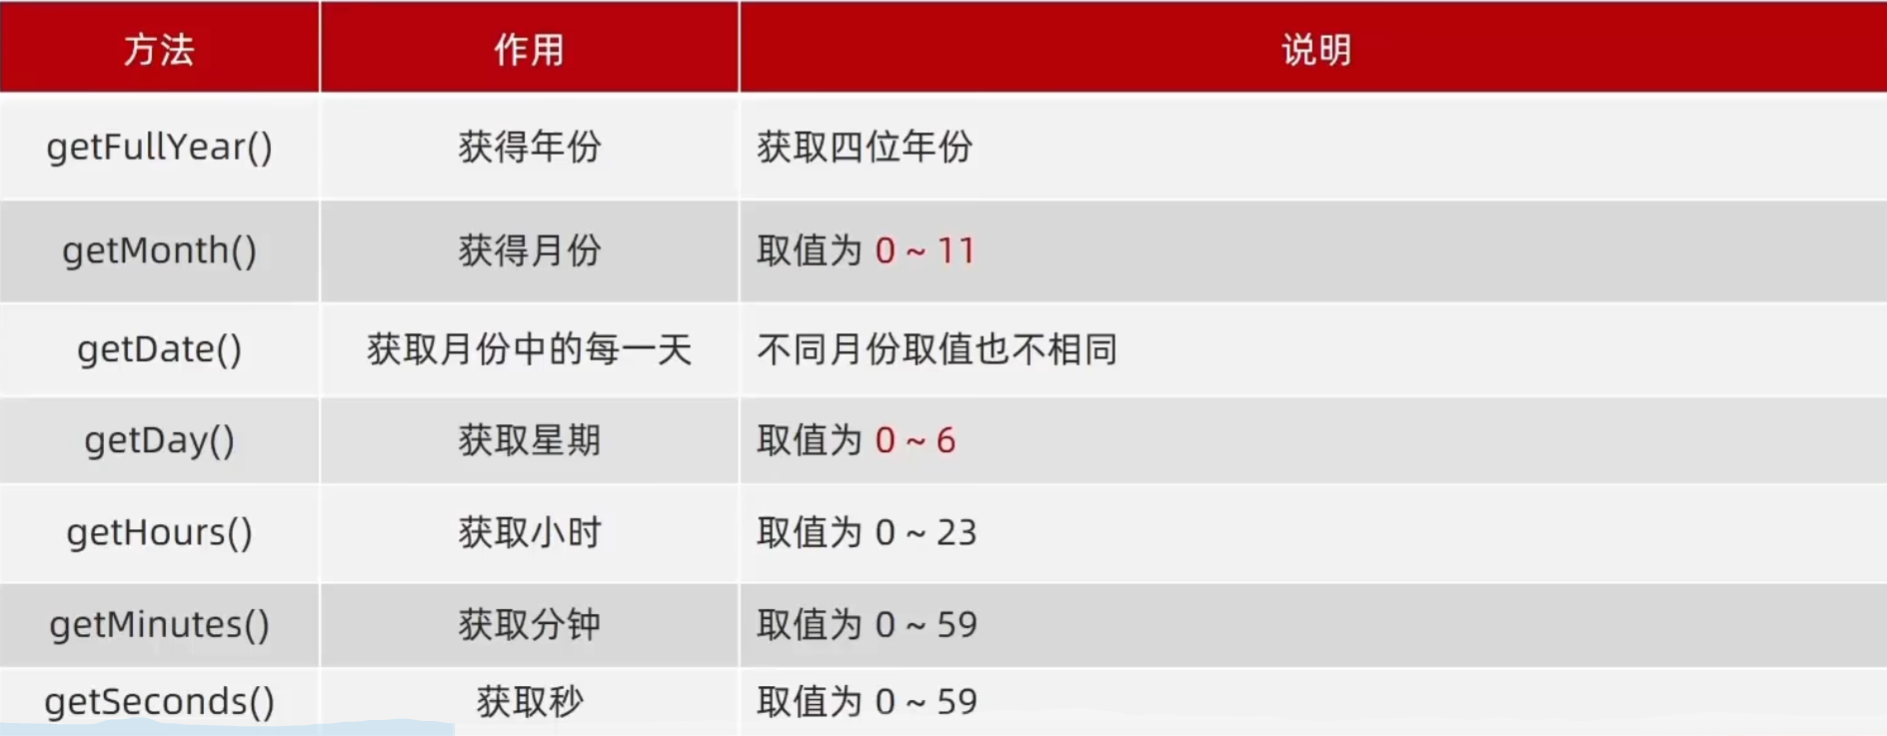 方法 作用 说明
getFullYear() 获得年份 获取四位年份
getMonth() 获得月份 取值为 0 ~ 11
getDate() 获取月份中的每一天 不同月份取值也不相同
getDay() 获取星期 取值为 0 ~ 6
getHours() 获取小时 取值为 0 ~ 23
getMinutes() 获取分钟 取值为 0 ~ 59
getSeconds() 获取秒 取值为 0 ~ 59